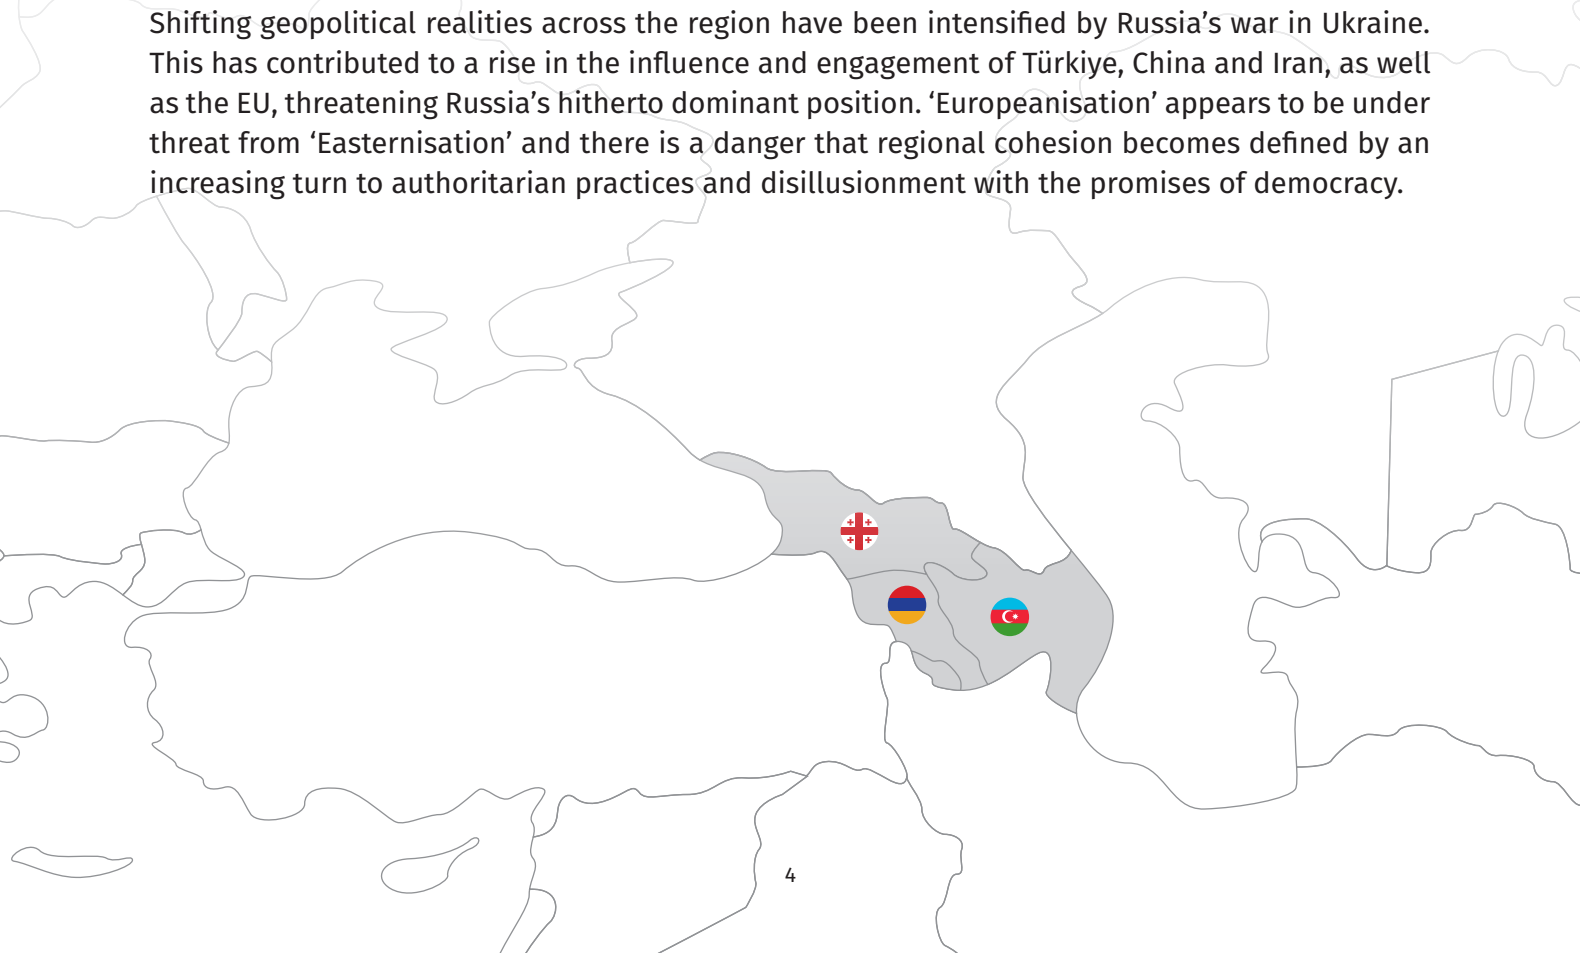 Shifting geopolitical realities across the region have been intensified by Russia’s war in Ukraine.
This has contributed to a rise in the influence and engagement of Türkiye, China and Iran, as well
as the EU, threatening Russia’s hitherto dominant position. ‘Europeanisation’ appears to be under
threat from ‘Easternisation’ and there is a danger that regional cohesion becomes defined by an
increasing turn to authoritarian practices and disillusionment with the promises of democracy.
4